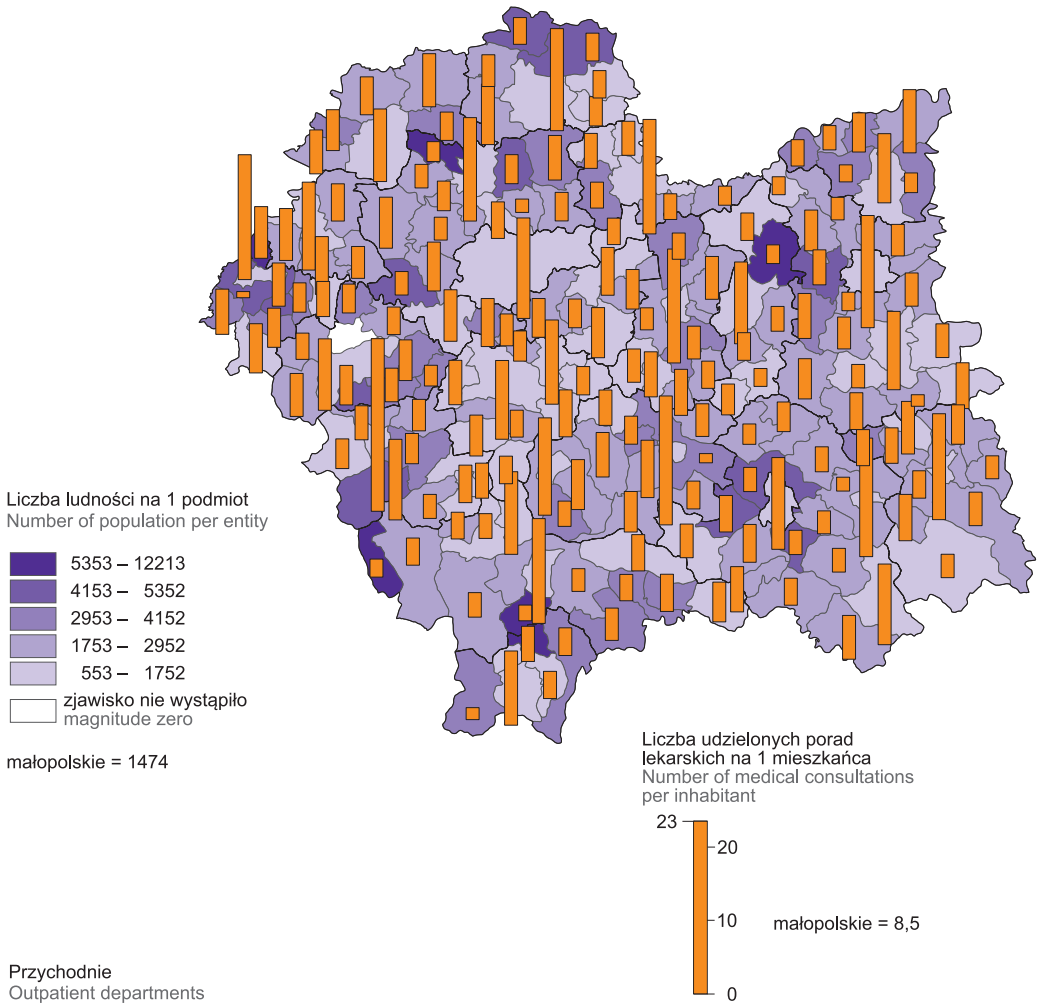 Liczba ludności na 1 podmiot
Number of population per entity
5353 – 12213
4153 – 5352
2953 – 4152
1753 – 2952
553 – 1752
zjawisko nie wystąpiło
magnitude zero
małopolskie = 1474
Liczba udzielonych porad
lekarskich na 1 mieszkańca
Number of medical consultations
per inhabitant
23
20
10
małopolskie = 8,5
0
Przychodnie
Outpatient departments